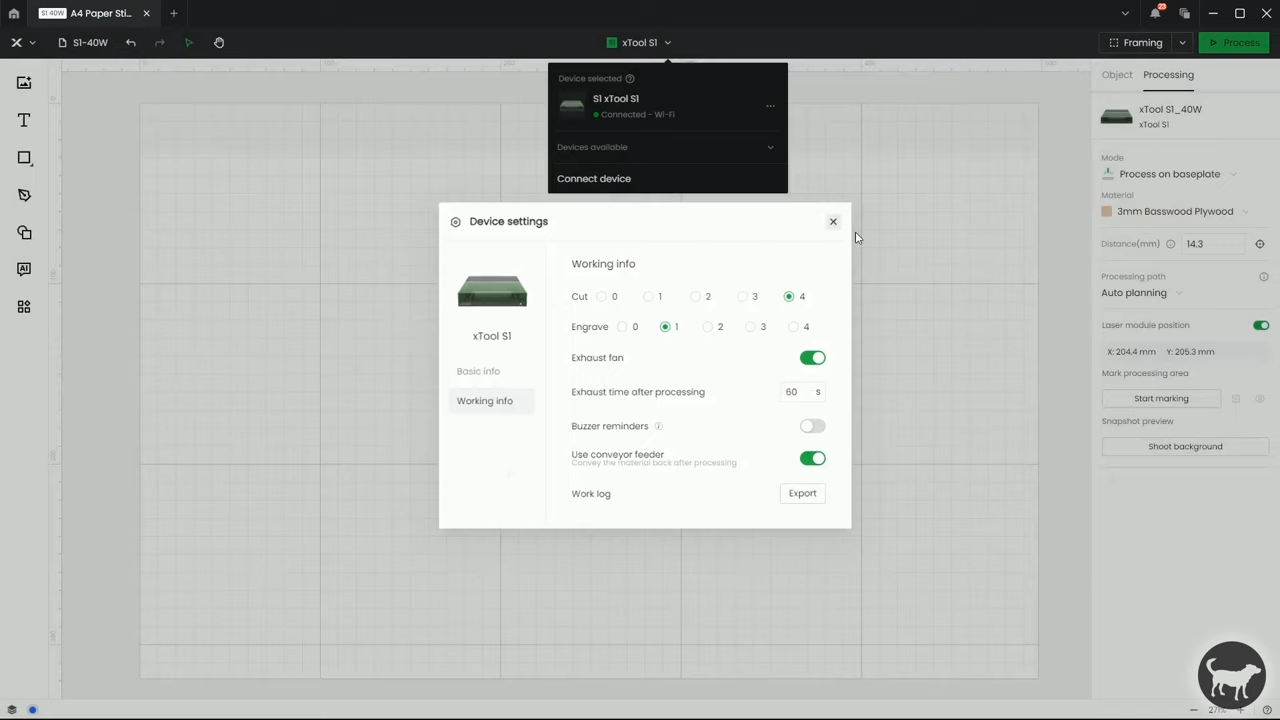 S1 40W A4 Paper Sti...
23
S1-40W
xTool S1
Framing
Process
Device selected
S1 xTool S1
Connected - Wi-Fi
Devices available
Connect device
Object
Processing
xTool S1_40W
xTool S1
Mode
Process on baseplate
Material
3mm Basswood Plywood
Distance(mm)
14.3
Processing path
Auto planning
Laser module position
X: 204.4 mm Y: 205.3 mm
Mark processing area
Start marking
Snapshot preview
Shoot background
Device settings
xTool S1
Basic info
Working info
Working info
Cut 0 1 2 3 4
Engrave 0 1 2 3 4
Exhaust fan
Exhaust time after processing 60 s
Buzzer reminders
Use conveyor feeder
Convey the material back after processing
Work log Export
AI